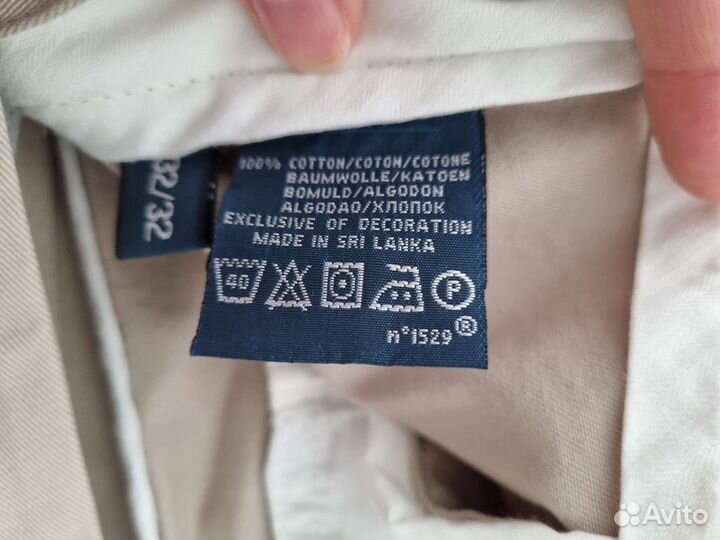 32/32
100% COTTON/COTON/COTONE
BAUMWOLLE/KATOEN
BOMULD/ALGODON
ALGODAO/ХЛОПОК
EXCLUSIVE OF DECORATION
MADE IN SRI LANKA
40
P
n°1529®
Avito